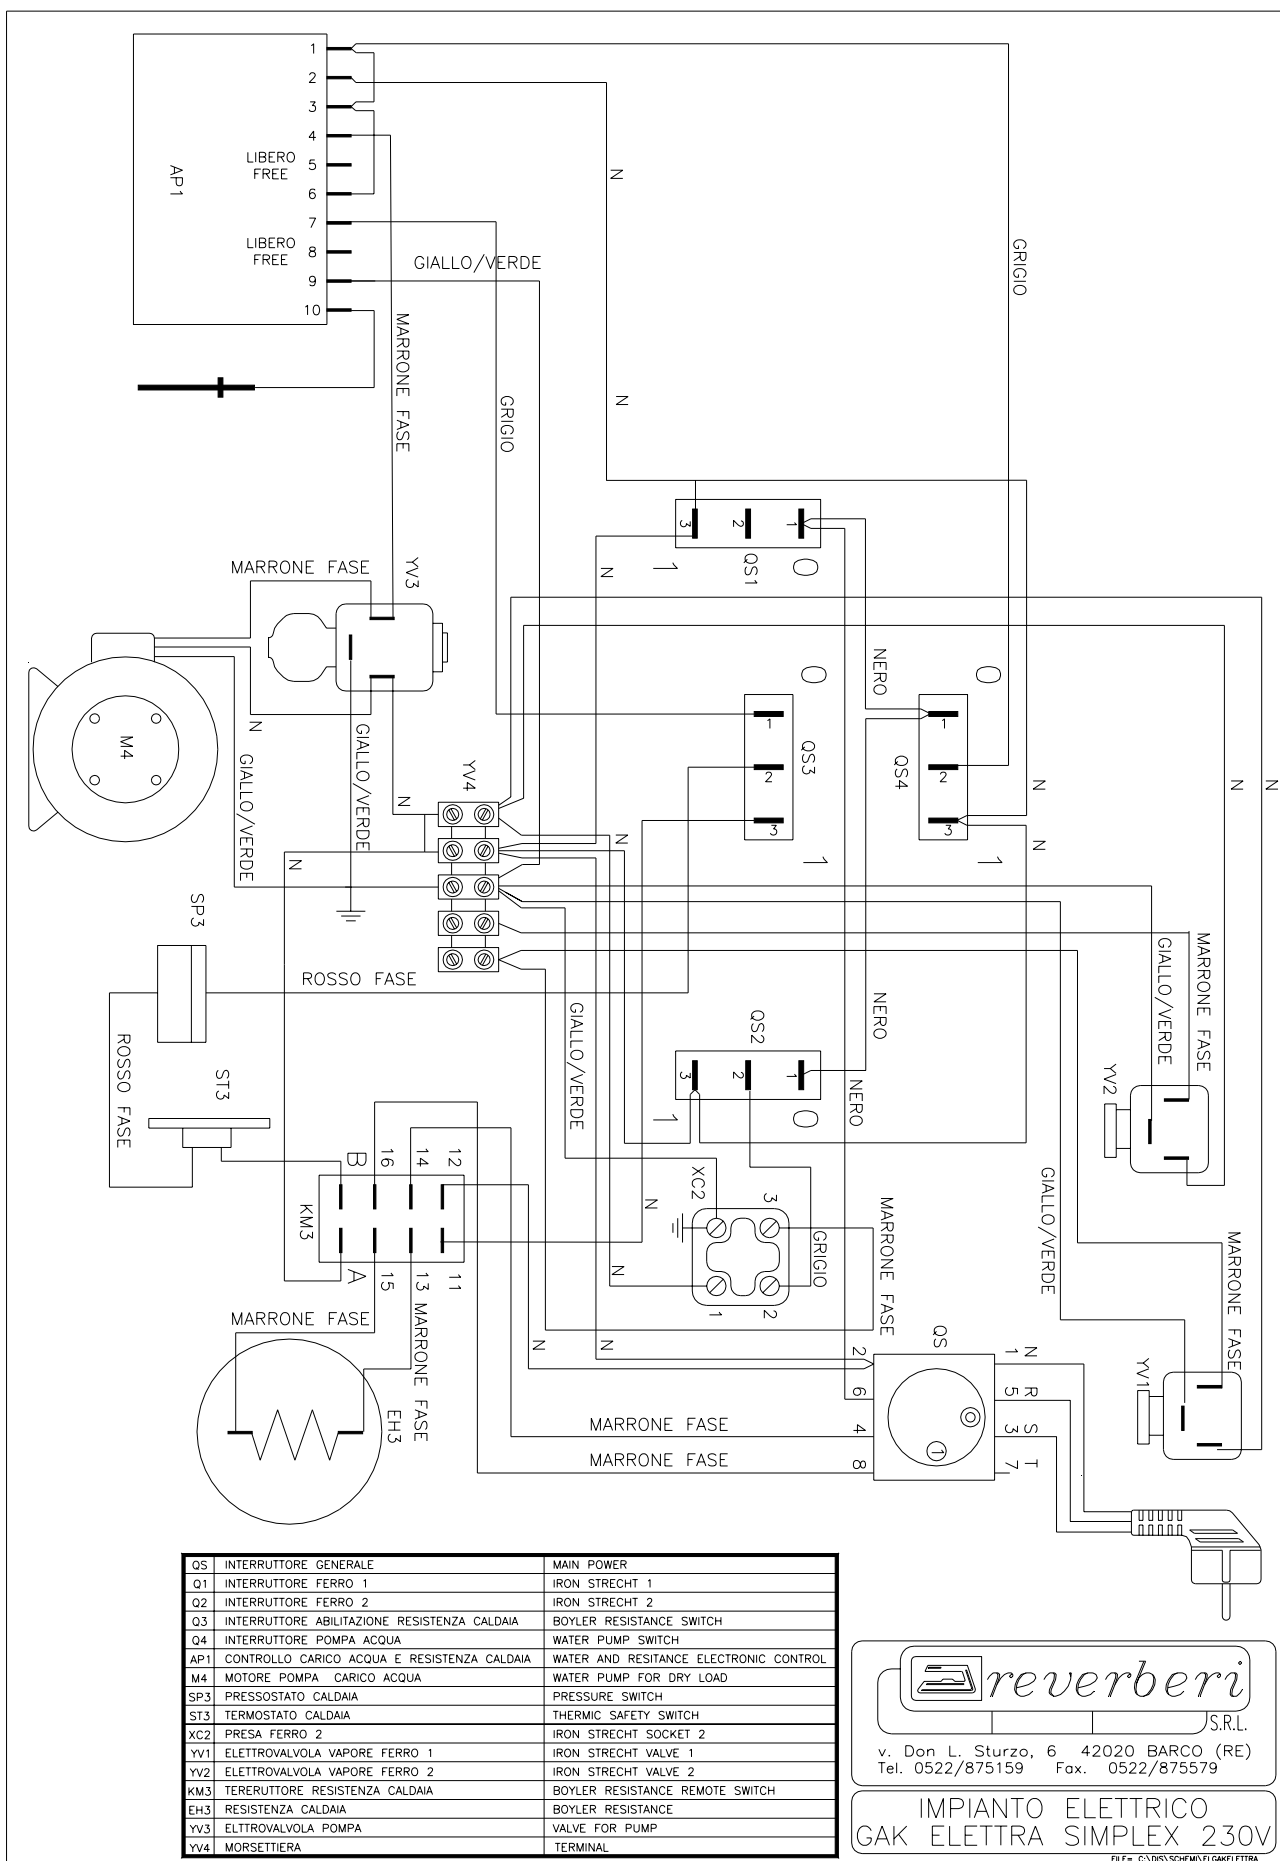 1
2
3
4
LIBERO
FREE
5
6
7
LIBERO
FREE
8
9
10
AP1
GIALLO/VERDE
MARRONE FASE
GRIGIO
N
N
GRIGIO
3
2
1
1
QS1
0
N
MARRONE FASE
YV3
M4
N
GIALLO/VERDE
GIALLO/VERDE
N
YV4
N
NERO
0
0
1
2
3
QS3
1
1
2
3
QS4
1
N
N
N
N
N
N
SP3
ROSSO FASE
ROSSO FASE
ST3
GIALLO/VERDE
QS2
3
2
1
1
0
NERO
NERO
MARRONE FASE
GIALLO/VERDE
YV2
GIALLO/VERDE
MARRONE FASE
YV1
B
16
14
12
KM3
A
15
13
11
MARRONE FASE
MARRONE FASE
EH3
XC2
3
1
2
N
N
N
N
GRIGIO
MARRONE FASE
QS
2
6
4
8
1 N
5 R
3 S
7 T
1
MARRONE FASE
MARRONE FASE
QS INTERRUTTORE GENERALE MAIN POWER
Q1 INTERRUTTORE FERRO 1 IRON STRECHT 1
Q2 INTERRUTTORE FERRO 2 IRON STRECHT 2
Q3 INTERRUTTORE ABILITAZIONE RESISTENZA CALDAIA BOYLER RESISTANCE SWITCH
Q4 INTERRUTTORE POMPA ACQUA WATER PUMP SWITCH
AP1 CONTROLLO CARICO ACQUA E RESISTENZA CALDAIA WATER AND RESITANCE ELECTRONIC CONTROL
M4 MOTORE POMPA CARICO ACQUA WATER PUMP FOR DRY LOAD
SP3 PRESSOSTATO CALDAIA PRESSURE SWITCH
ST3 TERMOSTATO CALDAIA THERMIC SAFETY SWITCH
XC2 PRESA FERRO 2 IRON STRECHT SOCKET 2
YV1 ELETTROVALVOLA VAPORE FERRO 1 IRON STRECHT VALVE 1
YV2 ELETTROVALVOLA VAPORE FERRO 2 IRON STRECHT VALVE 2
KM3 TERERUTTORE RESISTENZA CALDAIA BOYLER RESISTANCE REMOTE SWITCH
EH3 RESISTENZA CALDAIA BOYLER RESISTANCE
YV3 ELTTROVALVOLA POMPA VALVE FOR PUMP
YV4 MORSETTIERA TERMINAL
reverberi
S.R.L.
v. Don L. Sturzo, 6 42020 BARCO (RE)
Tel. 0522/875159 Fax. 0522/875579
IMPIANTO ELETTRICO
GAK ELETTRA SIMPLEX 230V
FILE= C:\DIS\SCHEMI\ELGAKELETTRA